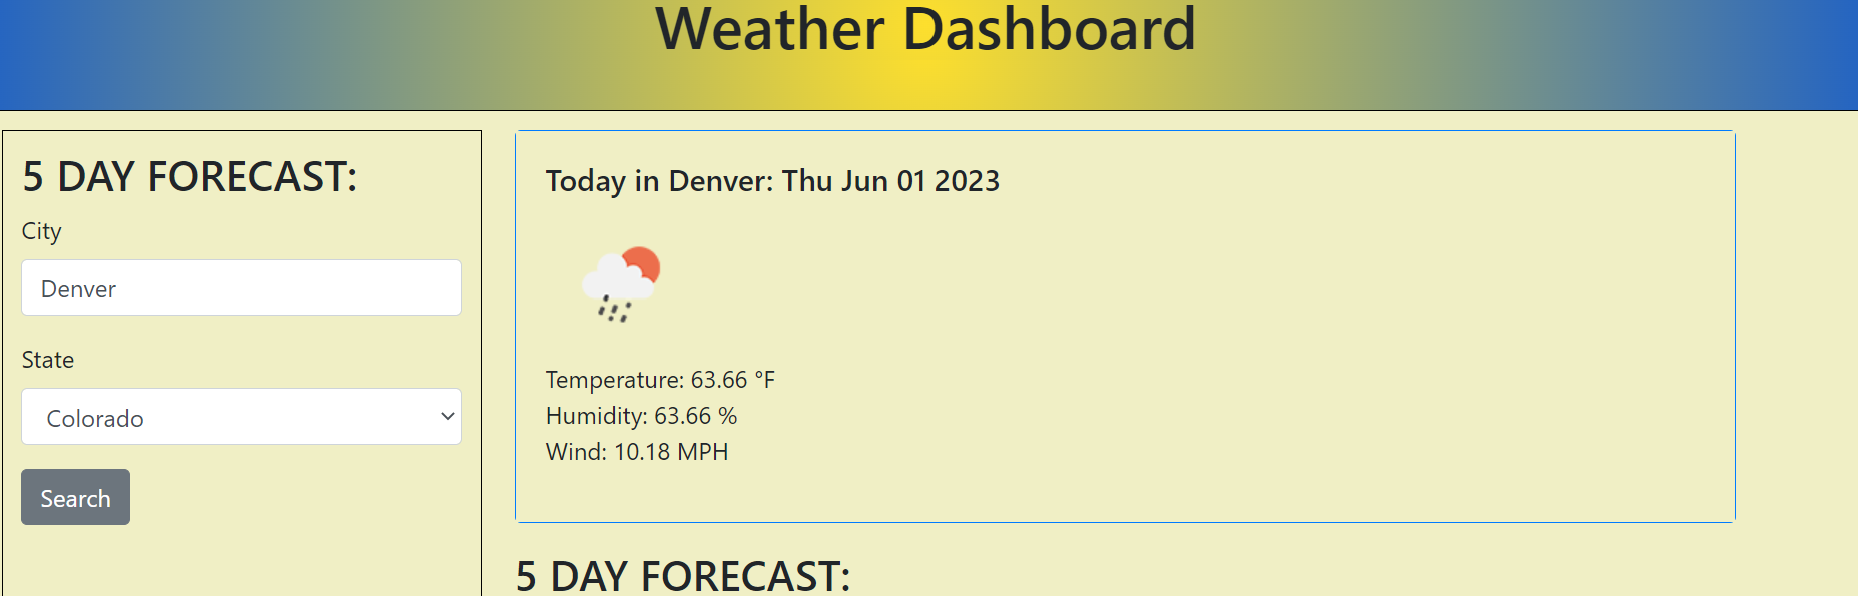 Weather Dashboard
5 DAY FORECAST:
City
Denver
State
Colorado
Search
Today in Denver: Thu Jun 01 2023
Temperature: 63.66 °F
Humidity: 63.66 %
Wind: 10.18 MPH
5 DAY FORECAST: